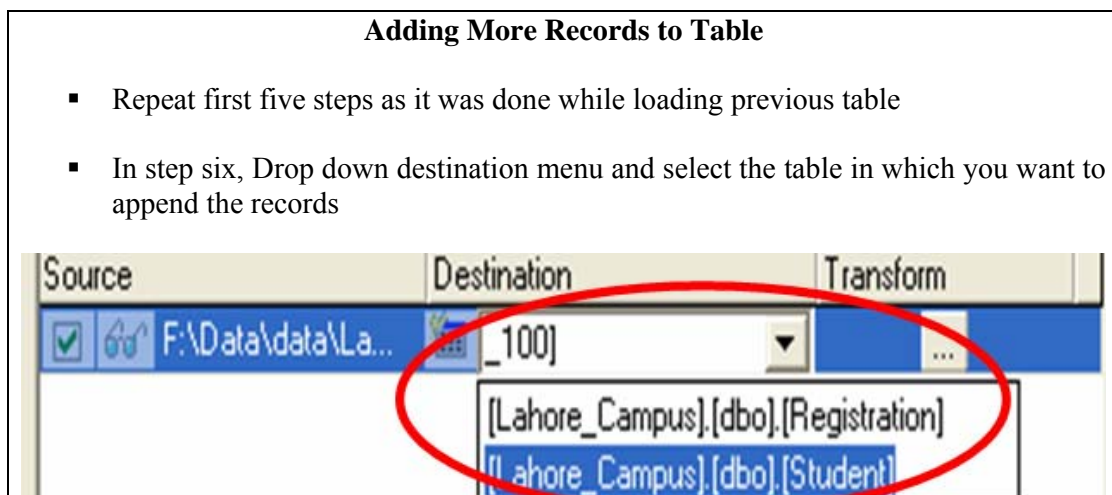 Adding More Records to Table
▪ Repeat first five steps as it was done while loading previous table
▪ In step six, Drop down destination menu and select the table in which you want to
append the records
Source Destination Transform
F:\Data\data\La... _100] ...
[Lahore_Campus].[dbo].[Registration]
[Lahore_Campus].[dbo].[Student]